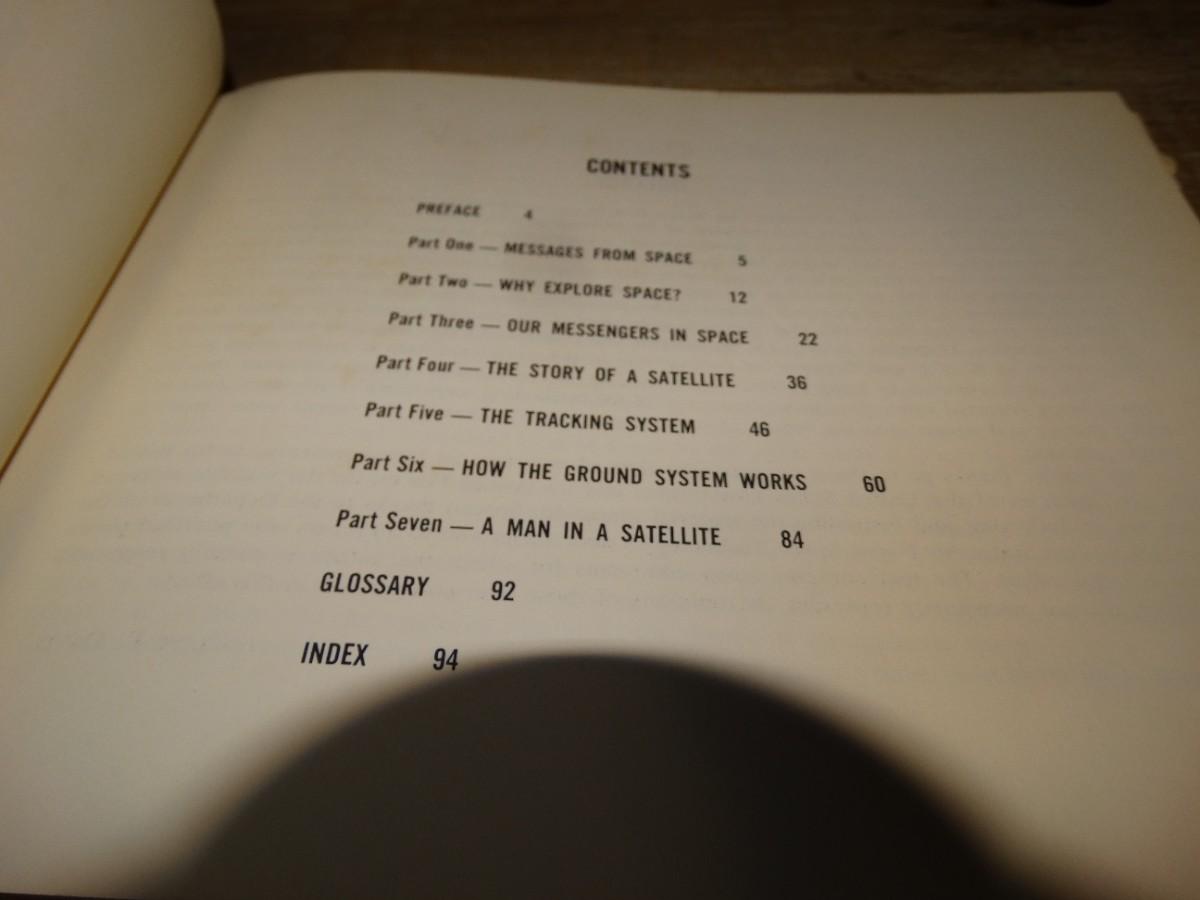 CONTENTS
PREFACE 4
Part One — MESSAGES FROM SPACE 5
Part Two — WHY EXPLORE SPACE? 12
Part Three — OUR MESSENGERS IN SPACE 22
Part Four — THE STORY OF A SATELLITE 36
Part Five — THE TRACKING SYSTEM 46
Part Six — HOW THE GROUND SYSTEM WORKS 60
Part Seven — A MAN IN A SATELLITE 84
GLOSSARY 92
INDEX 94